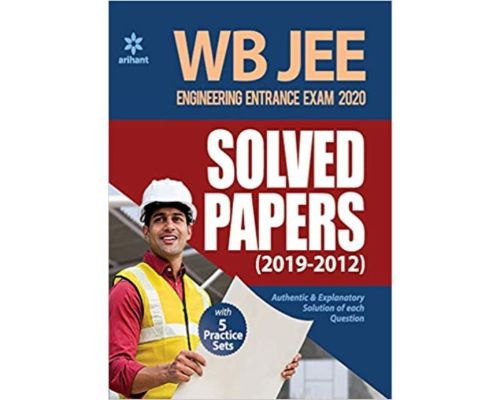 arihant
WB JEE
ENGINEERING ENTRANCE EXAM 2020
SOLVED
PAPERS
(2019-2012)
Authentic & Explanatory
Solution of each
Question
with
5
Practice
Sets